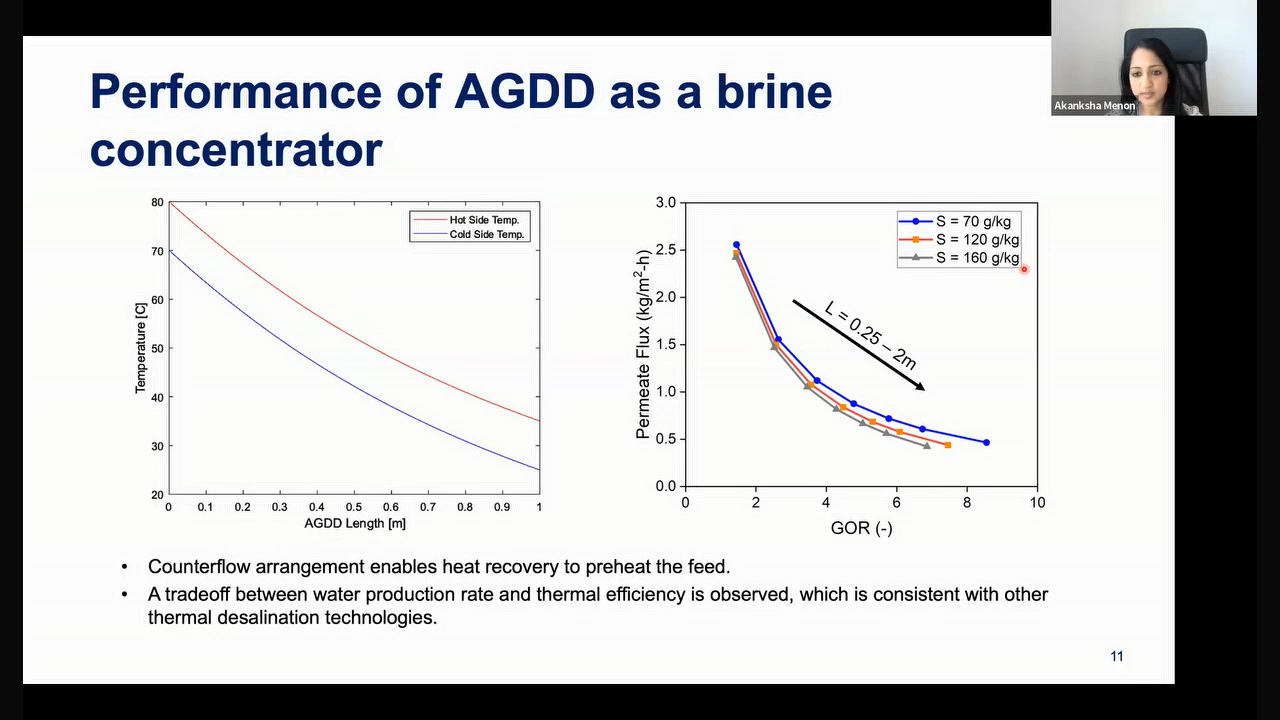 Performance of AGDD as a brine
concentrator
Akanksha Menon
80
70
60
50
40
30
20
Temperature [C]
Hot Side Temp.
Cold Side Temp.
0 0.1 0.2 0.3 0.4 0.5 0.6 0.7 0.8 0.9 1
AGDD Length [m]
3.0
2.5
2.0
1.5
1.0
0.5
0.0
Permeate Flux (kg/m²-h)
S = 70 g/kg
S = 120 g/kg
S = 160 g/kg
L = 0.25 – 2m
0 2 4 6 8 10
GOR (-)
• Counterflow arrangement enables heat recovery to preheat the feed.
• A tradeoff between water production rate and thermal efficiency is observed, which is consistent with other
thermal desalination technologies.
11